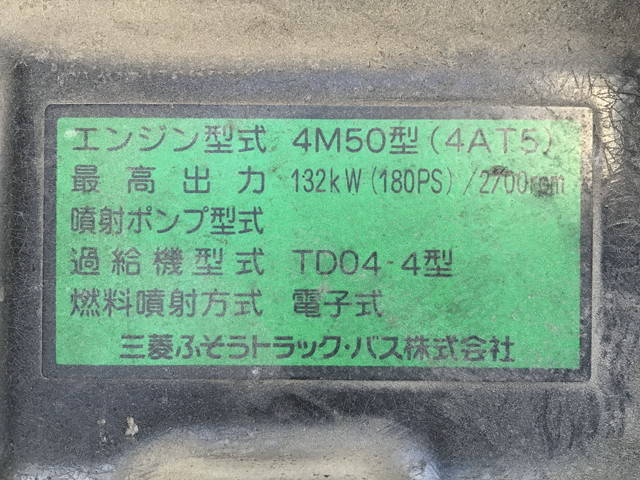 エンジン型式 4M50型(4AT5)
最高出力 132kW(180PS)/2700rpm
噴射ポンプ型式
過給機型式 TD04-4型
燃料噴射方式 電子式
三菱ふそうトラック・バス株式会社